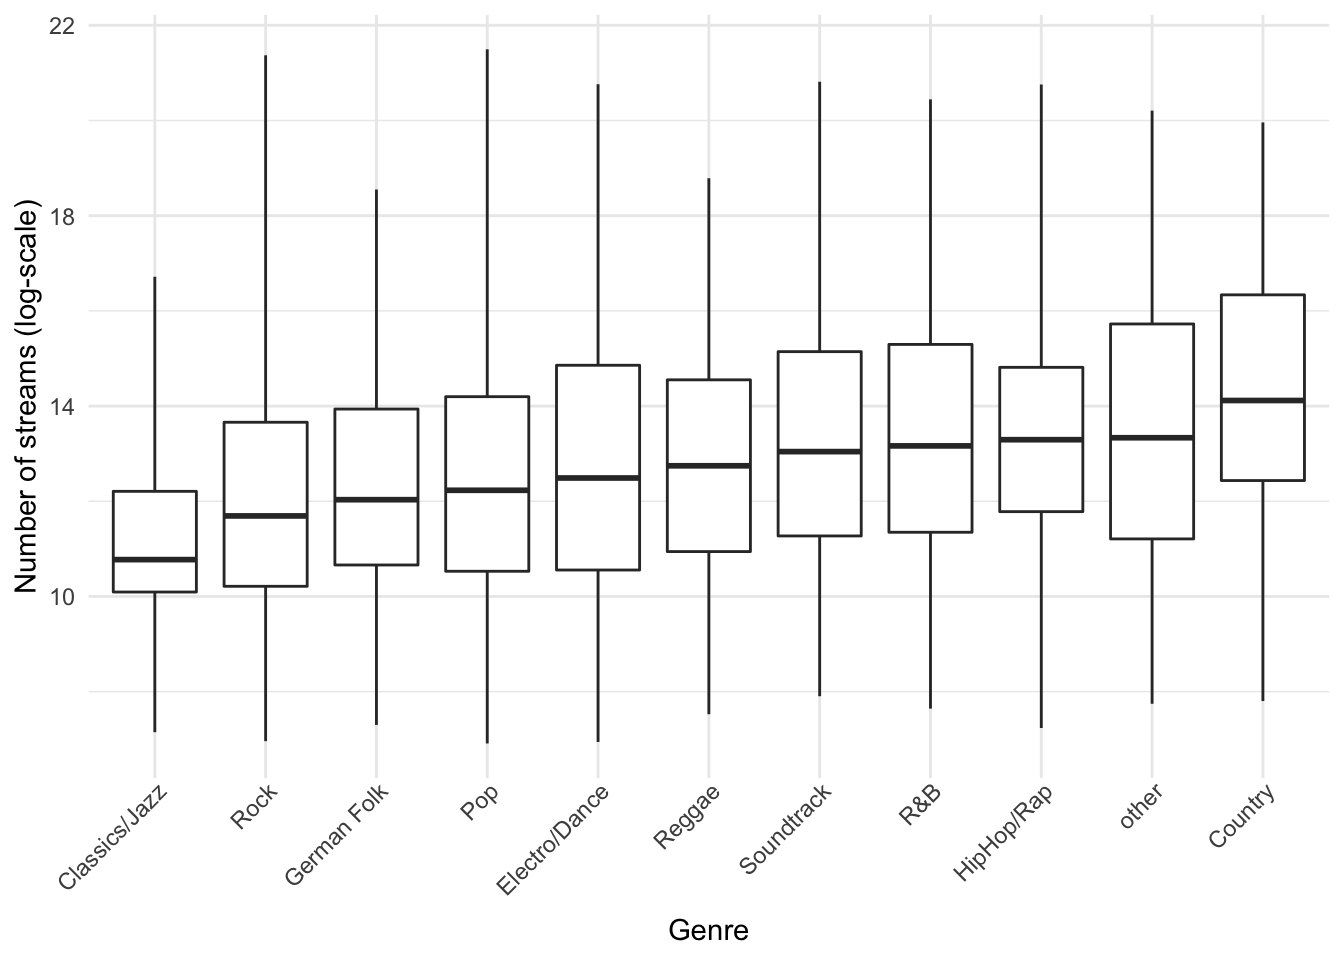 Number of streams (log-scale)
22
18
14
10
Classics/Jazz
Rock
German Folk
Pop
Electro/Dance
Reggae
Soundtrack
R&B
HipHop/Rap
other
Country
Genre